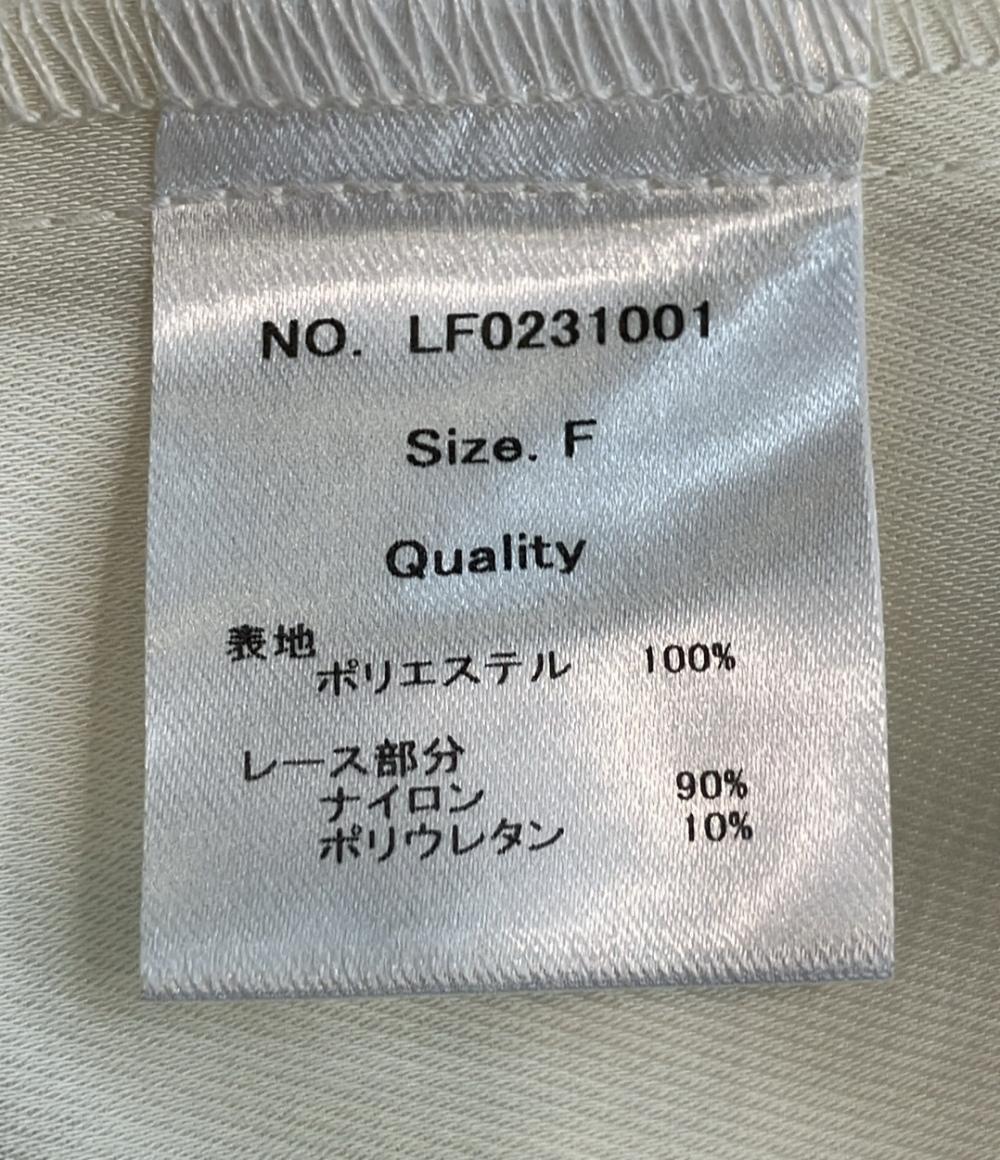 NO. LF0231001
Size. F
Quality
表地
ポリエステル 100%
レース部分
ナイロン 90%
ポリウレタン 10%